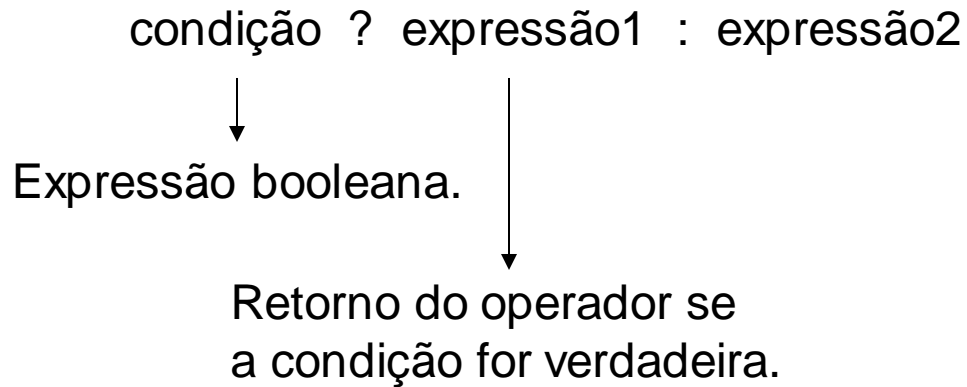 condição ? expressão1 : expressão2
Expressão booleana.
Retorno do operador se
a condição for verdadeira.